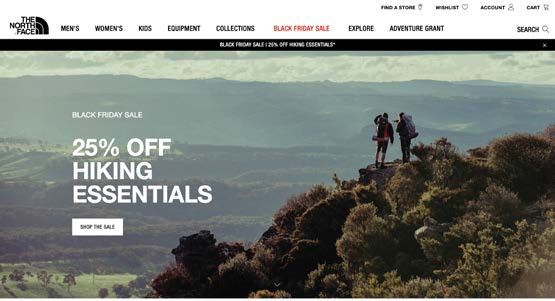 FIND A STORE
WISHLIST
ACCOUNT
CART
THE
NORTH
FACE
MEN'S
WOMEN'S
KIDS
EQUIPMENT
COLLECTIONS
BLACK FRIDAY SALE
EXPLORE
ADVENTURE GRANT
SEARCH
BLACK FRIDAY SALE | 25% OFF HIKING ESSENTIALS*
BLACK FRIDAY SALE
25% OFF
HIKING
ESSENTIALS
SHOP THE SALE